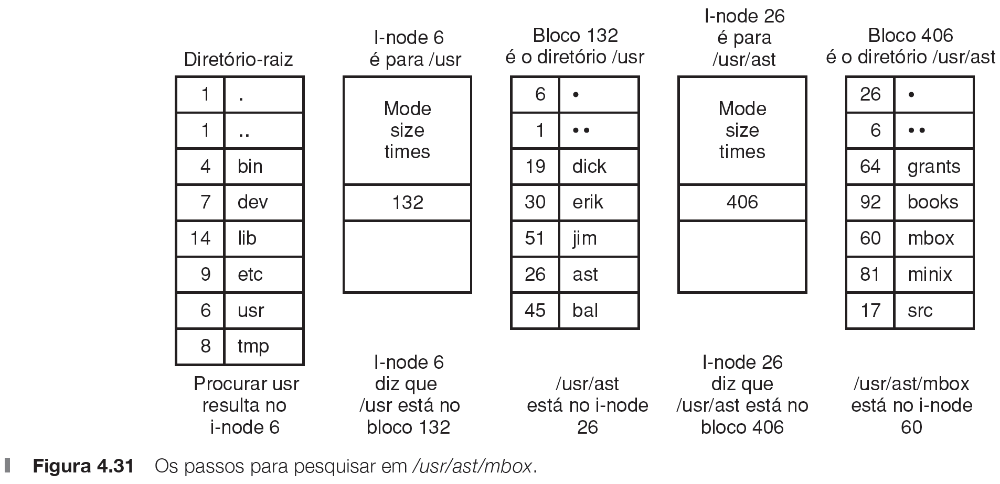 Diretório-raiz
1 .
1 ..
4 bin
7 dev
14 lib
9 etc
6 usr
8 tmp
Procurar usr
resulta no
i-node 6
I-node 6
é para /usr
Mode
size
times
132
I-node 6
diz que
/usr está no
bloco 132
Bloco 132
é o diretório /usr
6 •
1 • •
19 dick
30 erik
51 jim
26 ast
45 bal
/usr/ast
está no i-node
26
I-node 26
é para
/usr/ast
Mode
size
times
406
I-node 26
diz que
/usr/ast está no
bloco 406
Bloco 406
é o diretório /usr/ast
26 •
6 • •
64 grants
92 books
60 mbox
81 minix
17 src
/usr/ast/mbox
está no i-node
60
Figura 4.31 Os passos para pesquisar em /usr/ast/mbox.